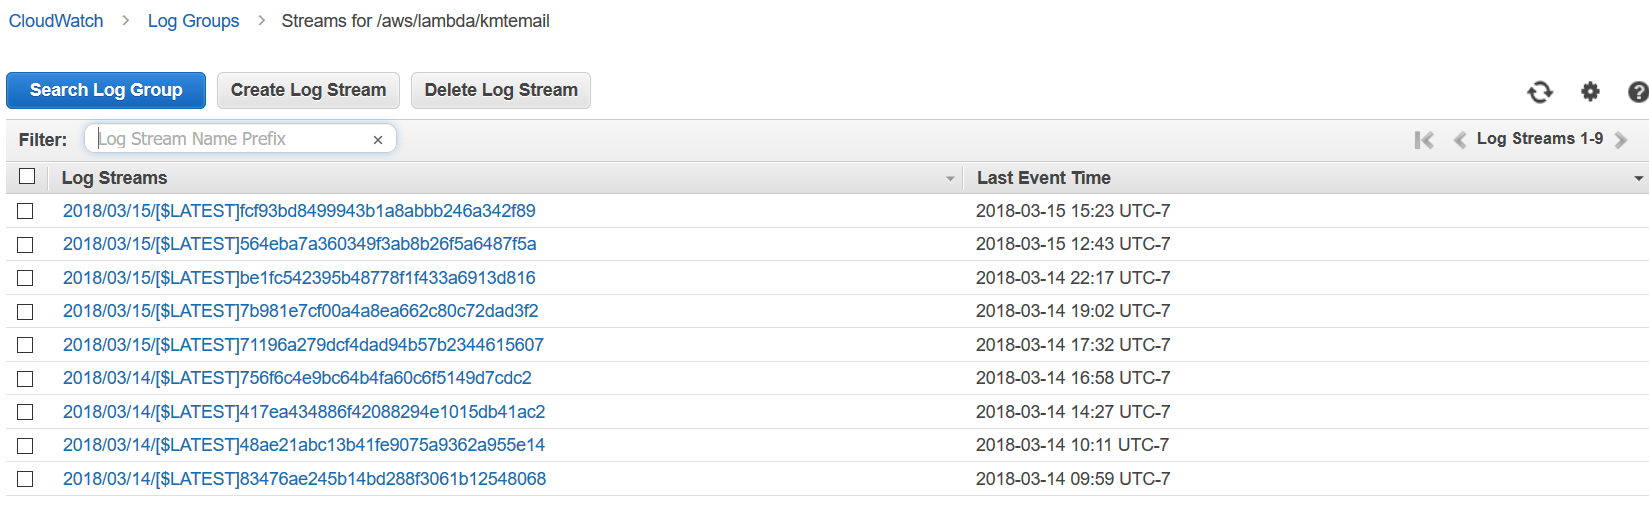 CloudWatch > Log Groups > Streams for /aws/lambda/kmtemail
Search Log Group Create Log Stream Delete Log Stream
Filter: Log Stream Name Prefix × Log Streams 1-9
Log Streams Last Event Time
2018/03/15/[$LATEST]fcf93bd8499943b1a8abbb246a342f89 2018-03-15 15:23 UTC-7
2018/03/15/[$LATEST]564eba7a360349f3ab8b26f5a6487f5a 2018-03-15 12:43 UTC-7
2018/03/15/[$LATEST]be1fc542395b48778f1f433a6913d816 2018-03-14 22:17 UTC-7
2018/03/15/[$LATEST]7b981e7cf00a4a8ea662c80c72dad3f2 2018-03-14 19:02 UTC-7
2018/03/15/[$LATEST]71196a279dcf4dad94b57b2344615607 2018-03-14 17:32 UTC-7
2018/03/14/[$LATEST]756f6c4e9bc64b4fa60c6f5149d7cdc2 2018-03-14 16:58 UTC-7
2018/03/14/[$LATEST]417ea434886f42088294e1015db41ac2 2018-03-14 14:27 UTC-7
2018/03/14/[$LATEST]48ae21abc13b41fe9075a9362a955e14 2018-03-14 10:11 UTC-7
2018/03/14/[$LATEST]83476ae245b14bd288f3061b12548068 2018-03-14 09:59 UTC-7